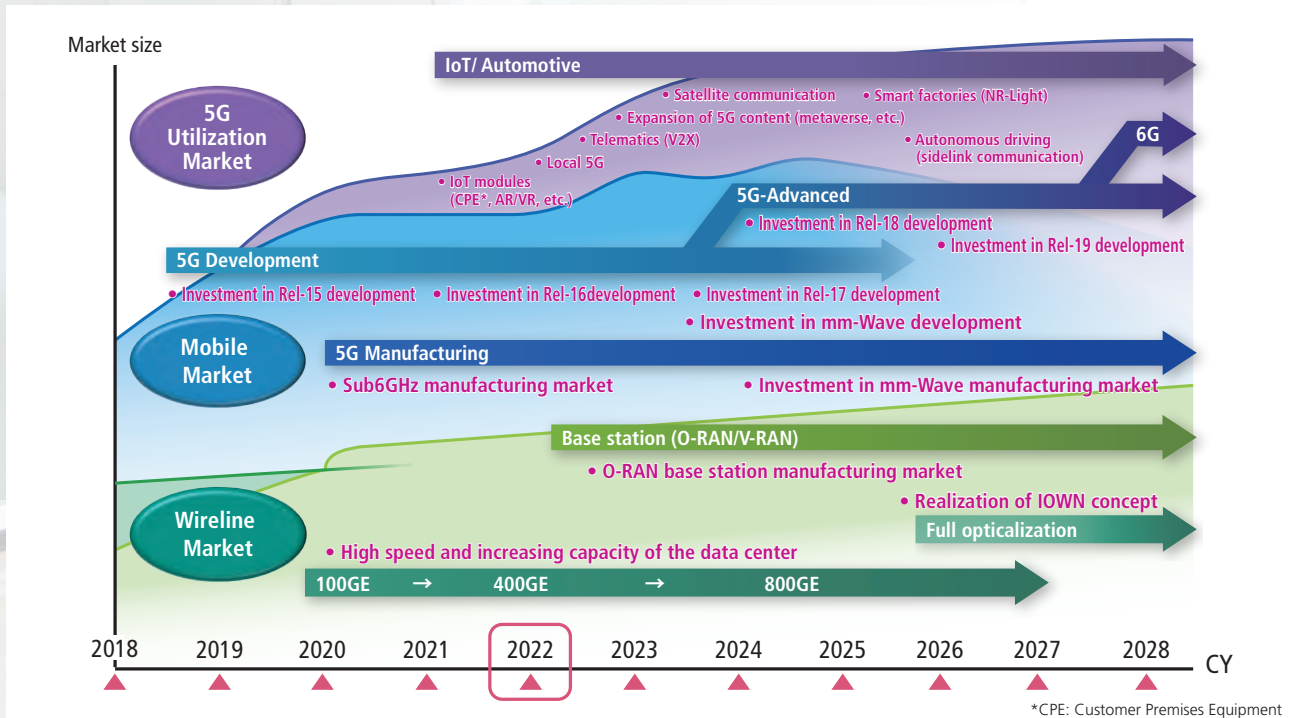 Market size
5G
Utilization
Market
IoT/ Automotive
• Satellite communication
• Smart factories (NR-Light)
• Expansion of 5G content (metaverse, etc.)
• Telematics (V2X)
• Autonomous driving
(sidelink communication)
6G
• Local 5G
• IoT modules
(CPE*, AR/VR, etc.)
5G-Advanced
• Investment in Rel-18 development
• Investment in Rel-19 development
5G Development
• Investment in Rel-15 development
• Investment in Rel-16development
• Investment in Rel-17 development
• Investment in mm-Wave development
Mobile
Market
5G Manufacturing
• Sub6GHz manufacturing market
• Investment in mm-Wave manufacturing market
Base station (O-RAN/V-RAN)
• O-RAN base station manufacturing market
• Realization of IOWN concept
Full opticalization
Wireline
Market
• High speed and increasing capacity of the data center
100GE → 400GE → 800GE
2018 2019 2020 2021 2022 2023 2024 2025 2026 2027 2028 CY
*CPE: Customer Premises Equipment